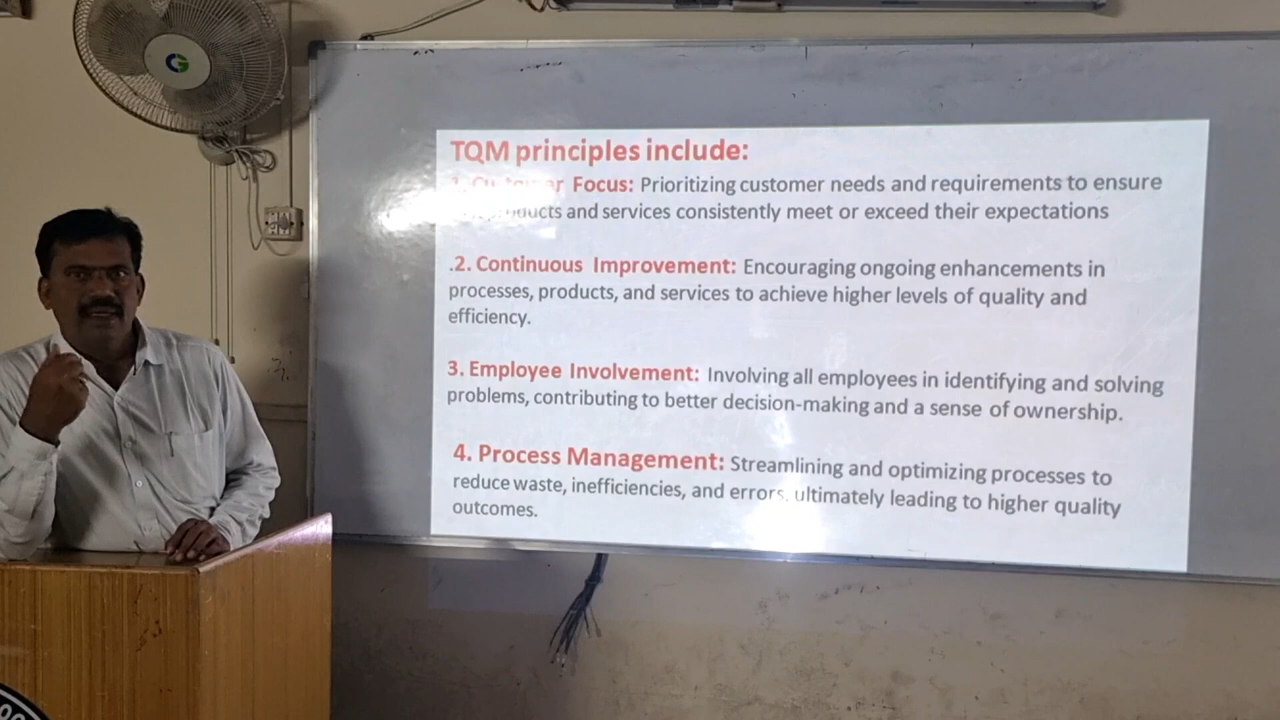 TQM principles include:
1. Customer Focus: Prioritizing customer needs and requirements to ensure
products and services consistently meet or exceed their expectations
.2. Continuous Improvement: Encouraging ongoing enhancements in
processes, products, and services to achieve higher levels of quality and
efficiency.
3. Employee Involvement: Involving all employees in identifying and solving
problems, contributing to better decision-making and a sense of ownership.
4. Process Management: Streamlining and optimizing processes to
reduce waste, inefficiencies, and errors, ultimately leading to higher quality
outcomes.